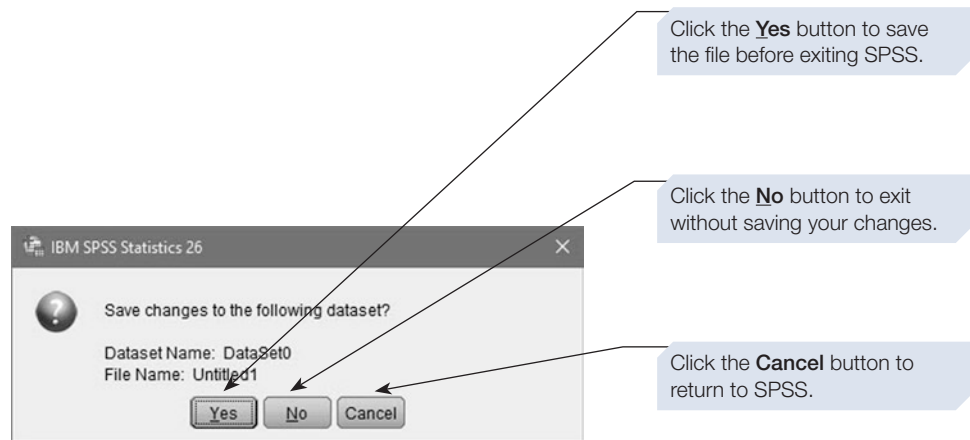 Click the Yes button to save
the file before exiting SPSS.
Click the No button to exit
without saving your changes.
IBM SPSS Statistics 26
Save changes to the following dataset?
Dataset Name: DataSet0
File Name: Untitled1
Click the Cancel button to
return to SPSS.
Yes No Cancel